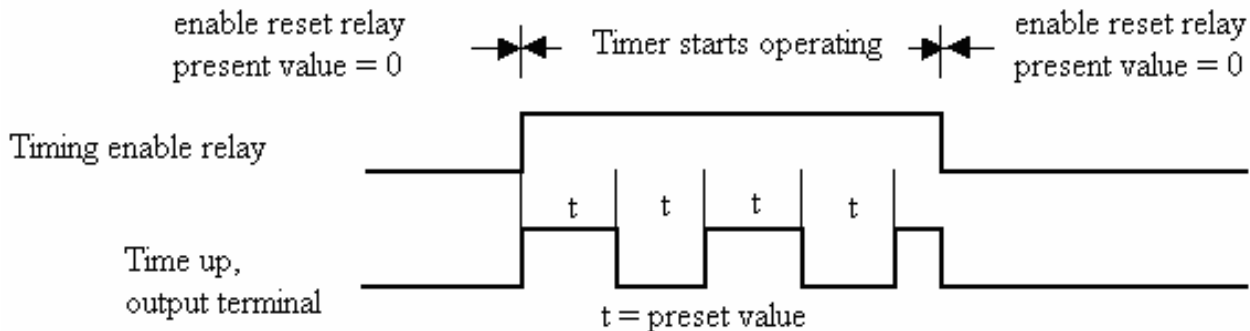 enable reset relay
present value = 0
Timer starts operating
enable reset relay
present value = 0
Timing enable relay
t
t
t
t
Time up,
output terminal
t = preset value